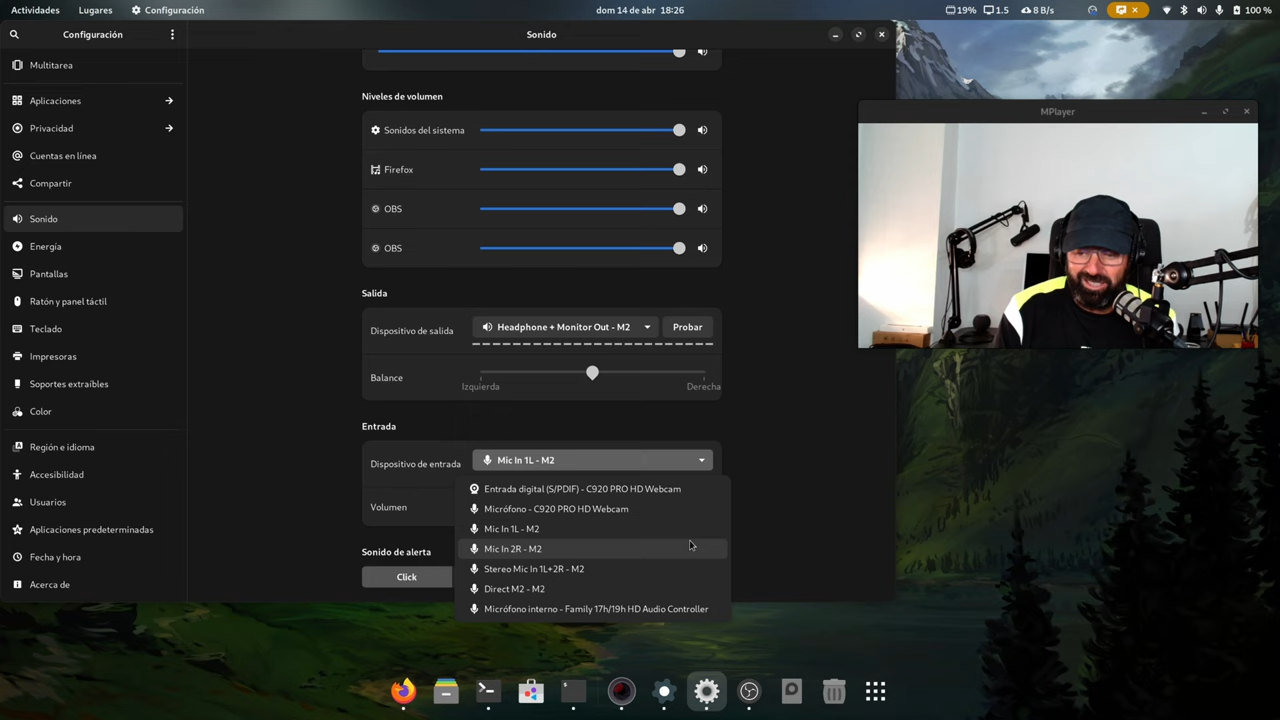 Actividades Lugares Configuración dom 14 de abr 18:26 19% 1.5 8 B/s 100 %
Configuración
Multitarea
Aplicaciones
Privacidad
Cuentas en línea
Compartir
Sonido
Energía
Pantallas
Ratón y panel táctil
Teclado
Impresoras
Soportes extraíbles
Color
Región e idioma
Accesibilidad
Usuarios
Aplicaciones predeterminadas
Fecha y hora
Acerca de
Sonido
Niveles de volumen
Sonidos del sistema
Firefox
OBS
OBS
Salida
Dispositivo de salida Headphone + Monitor Out - M2 Probar
Balance
Izquierda Derecha
Entrada
Dispositivo de entrada Mic In 1L - M2
Volumen
Entrada digital (S/PDIF) - C920 PRO HD Webcam
Micrófono - C920 PRO HD Webcam
Mic In 1L - M2
Mic In 2R - M2
Stereo Mic In 1L+2R - M2
Direct M2 - M2
Micrófono interno - Family 17h/19h HD Audio Controller
Sonido de alerta
Click
MPlayer